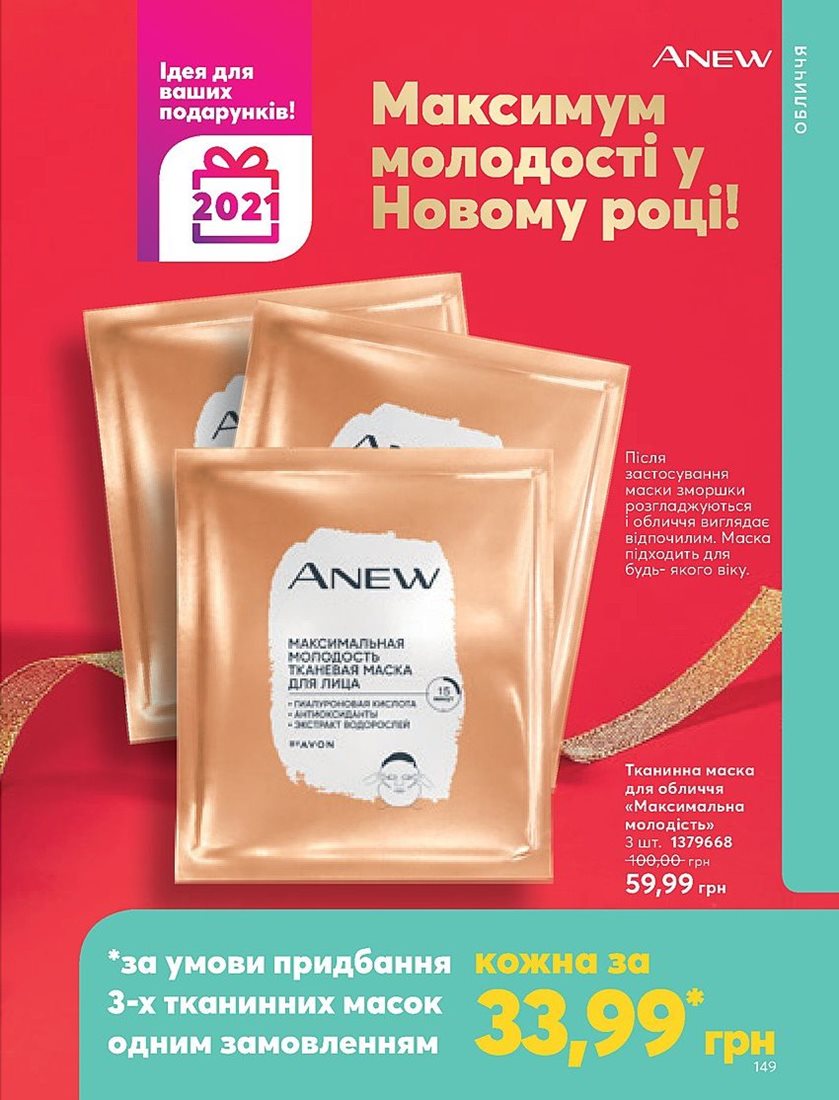 Ідея для
ваших
подарунків!
2021
ANEW
ОБЛИЧЧЯ
Максимум
молодості у
Новому році!
Після
застосування
маски зморшки
розгладжуються
і обличчя виглядає
відпочилим. Маска
підходить для
будь- якого віку.
ANEW
МАКСИМАЛЬНАЯ
МОЛОДОСТЬ
ТКАНЕВАЯ МАСКА
ДЛЯ ЛИЦА
• ГИАЛУРОНОВАЯ КИСЛОТА
• АНТИОКСИДАНТЫ
• ЭКСТРАКТ ВОДОРОСЛЕЙ
15
минут
BY AVON
Тканинна маска
для обличчя
«Максимальна
молодість»
3 шт. 1379668
100,00 грн
59,99 грн
*за умови придбання
3-х тканинних масок
одним замовленням
кожна за
33,99* грн
149